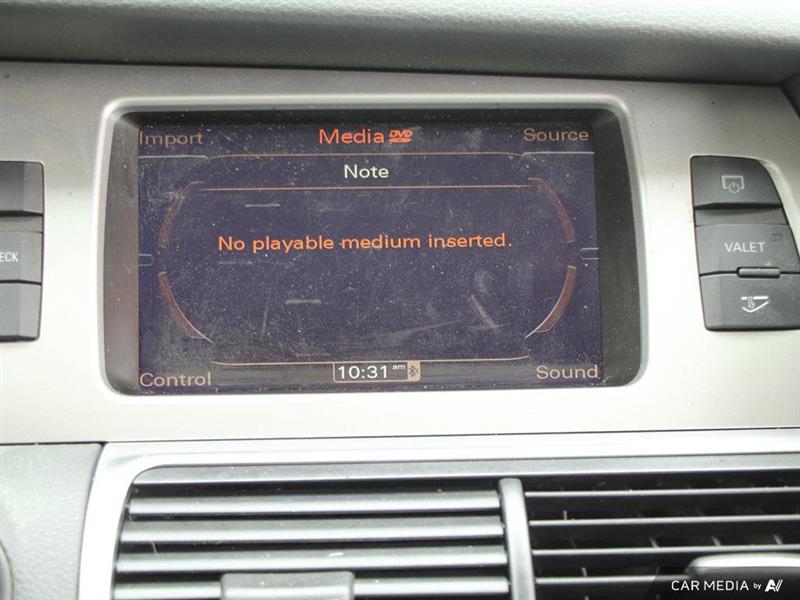 Import Media DVD Source
Note
No playable medium inserted.
ECK
VALET
Control 10:31 am Sound
CAR MEDIA by AI